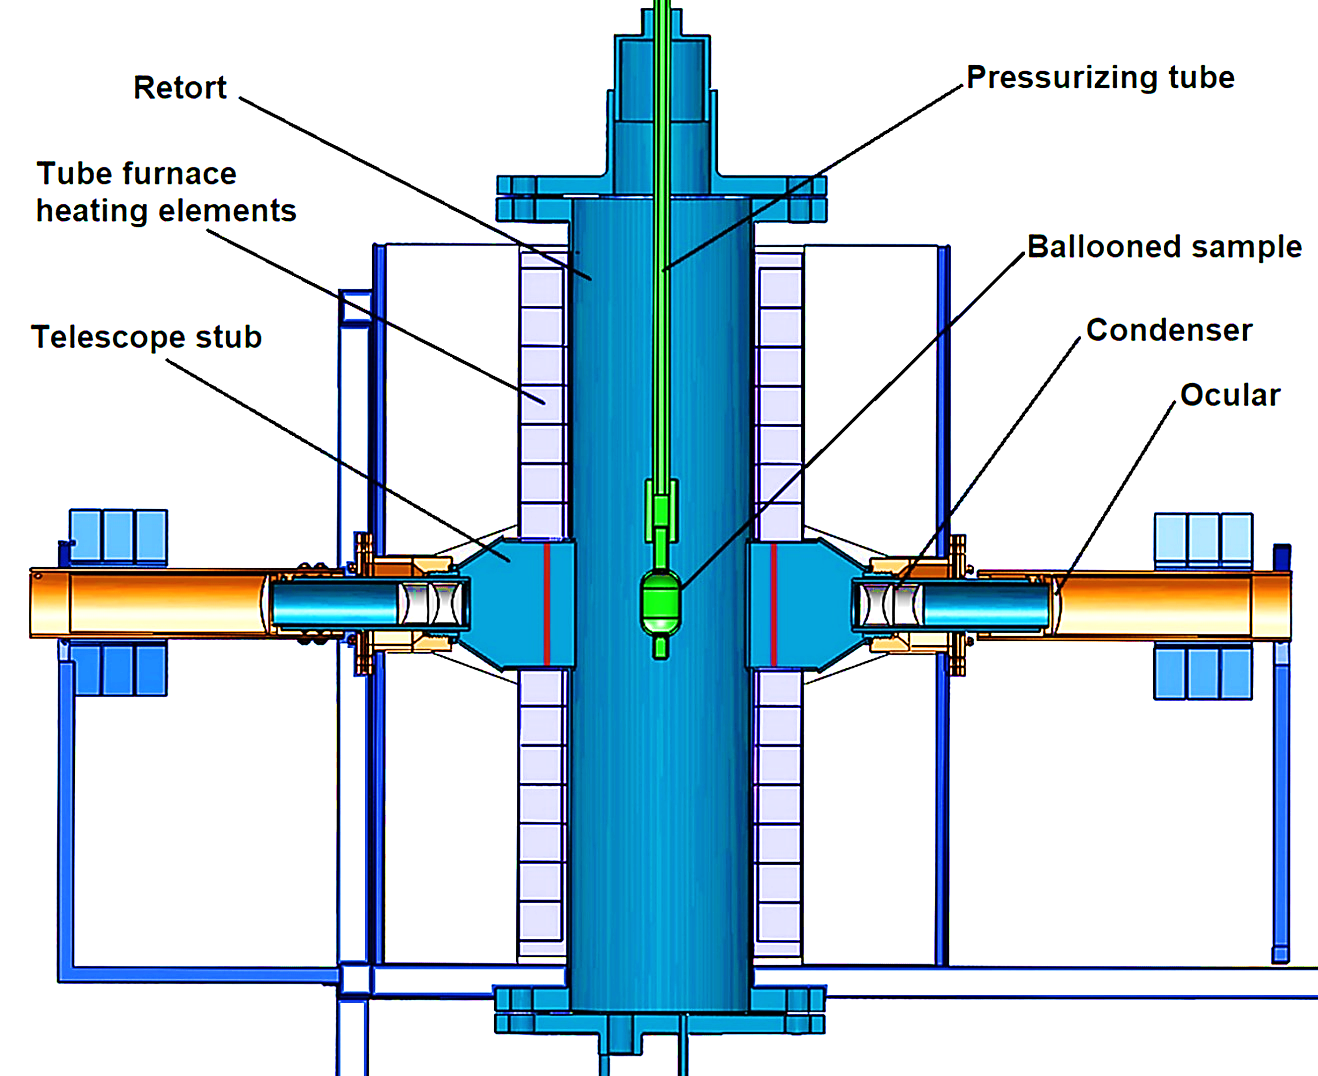 Retort
Pressurizing tube
Tube furnace
heating elements
Ballooned sample
Telescope stub
Condenser
Ocular